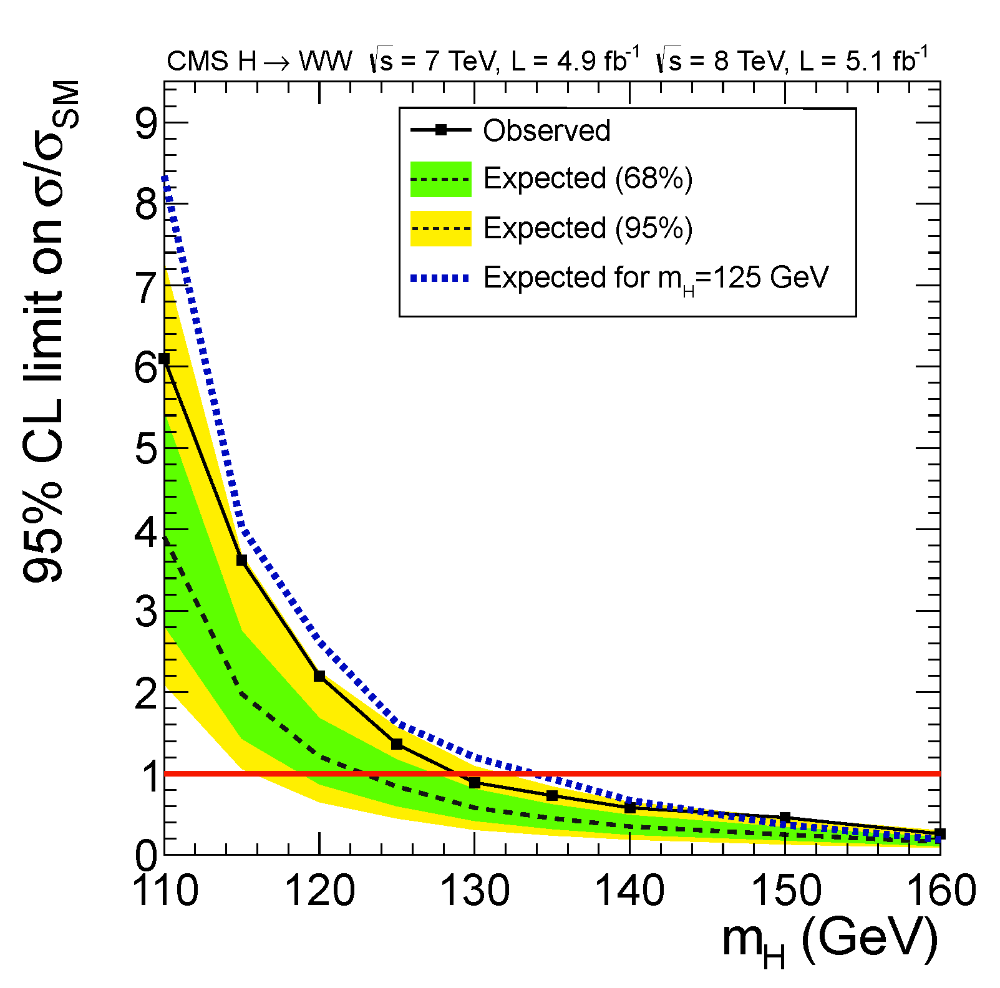 CMS H → WW √s = 7 TeV, L = 4.9 fb⁻¹ √s = 8 TeV, L = 5.1 fb⁻¹
95% CL limit on σ/σSM
9
8
7
6
5
4
3
2
1
0
Observed
Expected (68%)
Expected (95%)
Expected for mH=125 GeV
110 120 130 140 150 160
mH (GeV)